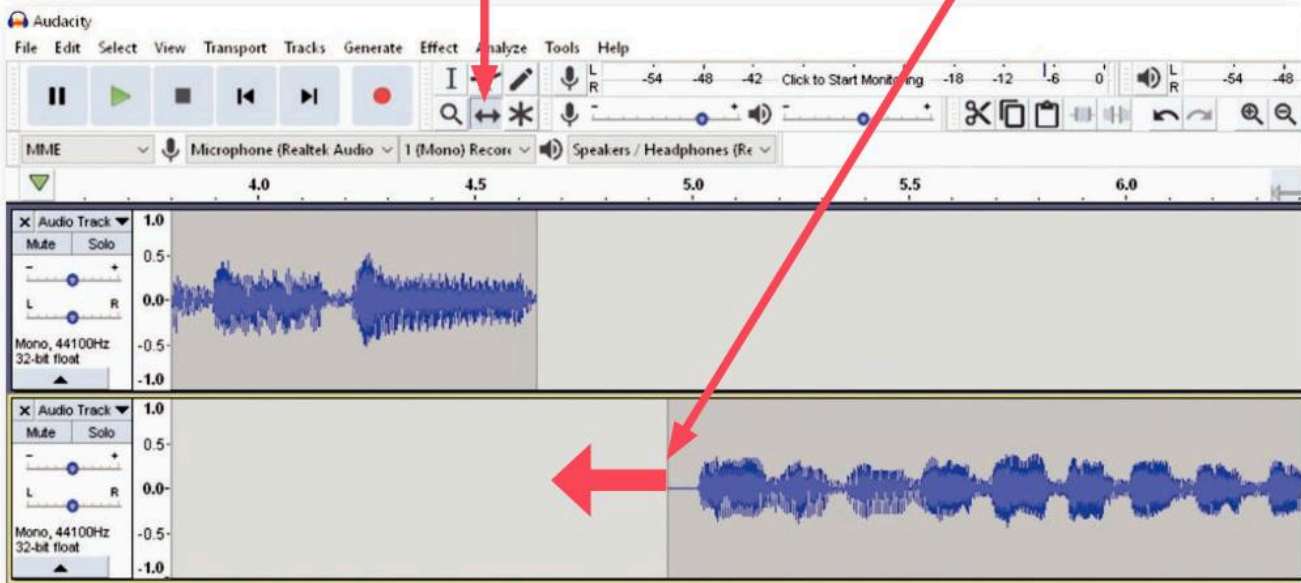 Audacity
File Edit Select View Transport Tracks Generate Effect Analyze Tools Help
L R -54 -48 -42 Click to Start Monitoring -18 -12 -6 0 L R -54 -48
- + - +
MME Microphone (Realtek Audio 1 (Mono) Recor Speakers / Headphones (Re
4.0 4.5 5.0 5.5 6.0
X Audio Track 1.0
Mute Solo 0.5
- +
L R 0.0
Mono, 44100Hz -0.5
32-bit float
-1.0
X Audio Track 1.0
Mute Solo 0.5
- +
L R 0.0
Mono, 44100Hz -0.5
32-bit float
-1.0